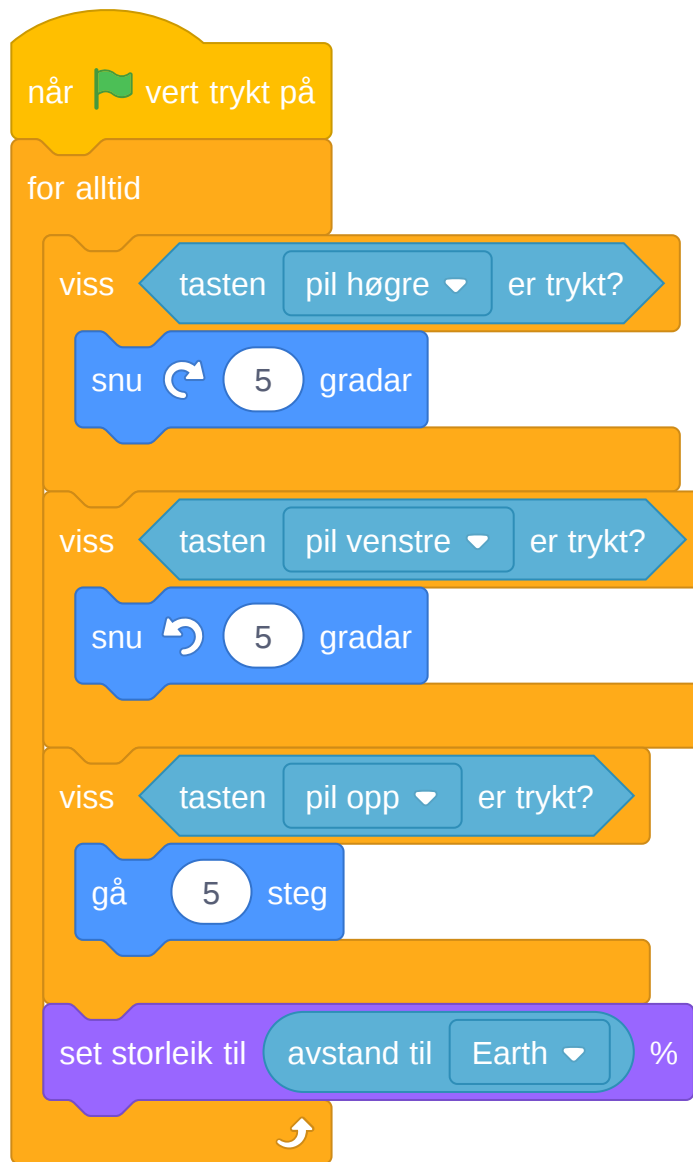 når vert trykt på
for alltid
viss tasten pil høgre er trykt?
snu 5 gradar
viss tasten pil venstre er trykt?
snu 5 gradar
viss tasten pil opp er trykt?
gå 5 steg
set storleik til avstand til Earth %